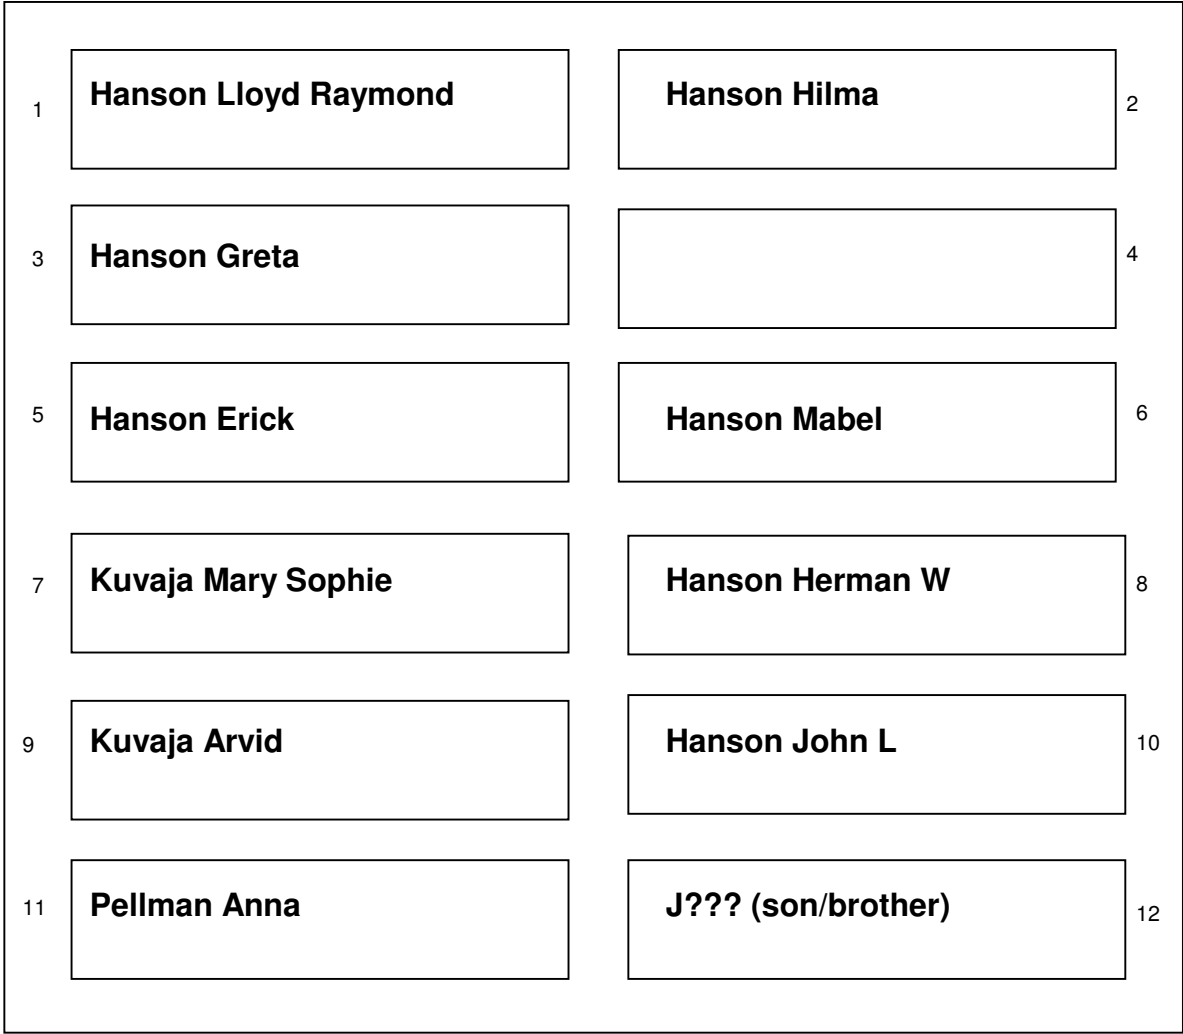 1 Hanson Lloyd Raymond Hanson Hilma 2
3 Hanson Greta 4
5 Hanson Erick Hanson Mabel 6
7 Kuvaja Mary Sophie Hanson Herman W 8
9 Kuvaja Arvid Hanson John L 10
11 Pellman Anna J??? (son/brother) 12